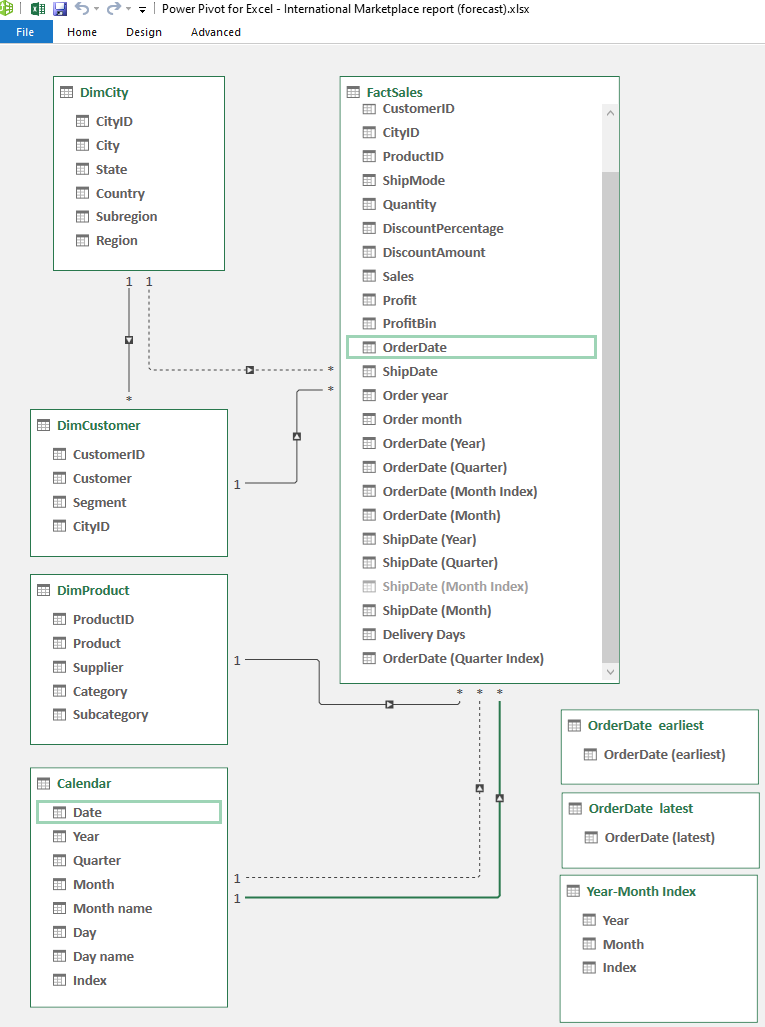 Power Pivot for Excel - International Marketplace report (forecast).xlsx
File Home Design Advanced
DimCity
CityID
City
State
Country
Subregion
Region
1 1
*
DimCustomer
CustomerID
Customer
Segment
CityID
1
DimProduct
ProductID
Product
Supplier
Category
Subcategory
1
Calendar
Date
Year
Quarter
Month
Month name
Day
Day name
Index
1
1
FactSales
CustomerID
CityID
ProductID
ShipMode
Quantity
DiscountPercentage
DiscountAmount
Sales
Profit
ProfitBin
OrderDate
ShipDate
Order year
Order month
OrderDate (Year)
OrderDate (Quarter)
OrderDate (Month Index)
OrderDate (Month)
ShipDate (Year)
ShipDate (Quarter)
ShipDate (Month Index)
ShipDate (Month)
Delivery Days
OrderDate (Quarter Index)
*
*
* * *
OrderDate earliest
OrderDate (earliest)
OrderDate latest
OrderDate (latest)
Year-Month Index
Year
Month
Index